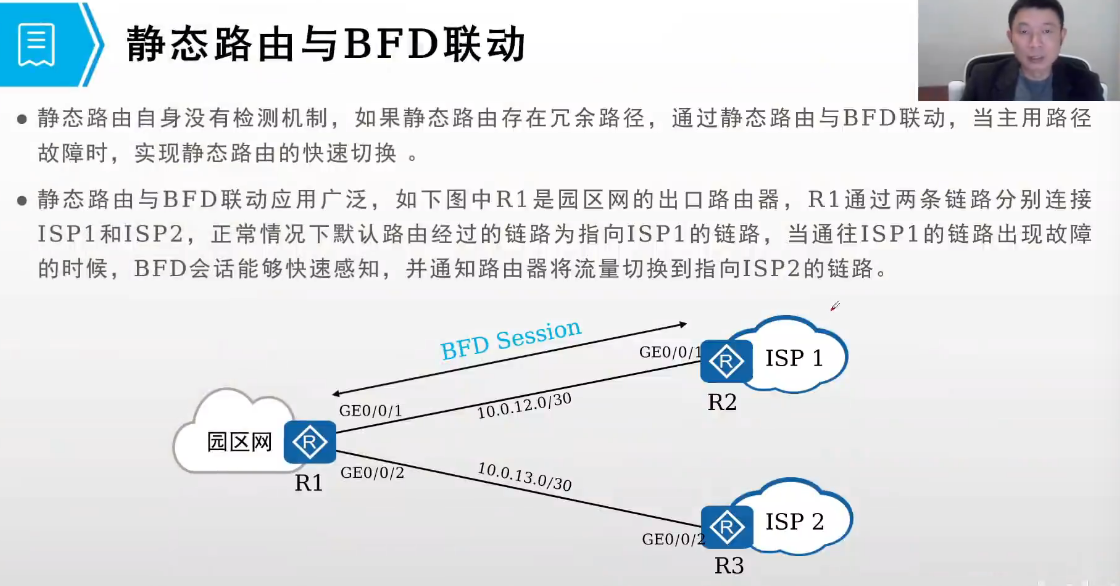 静态路由与BFD联动
静态路由自身没有检测机制，如果静态路由存在冗余路径，通过静态路由与BFD联动，当主用路径
故障时，实现静态路由的快速切换 。
静态路由与BFD联动应用广泛，如下图中R1是园区网的出口路由器，R1通过两条链路分别连接
ISP1和ISP2，正常情况下默认路由经过的链路为指向ISP1的链路，当通往ISP1的链路出现故障
的时候，BFD会话能够快速感知，并通知路由器将流量切换到指向ISP2的链路。
BFD Session
GE0/0/1
ISP 1
R
R2
GE0/0/1
10.0.12.0/30
园区网
R
R1
GE0/0/2
10.0.13.0/30
ISP 2
R
GE0/0/2
R3